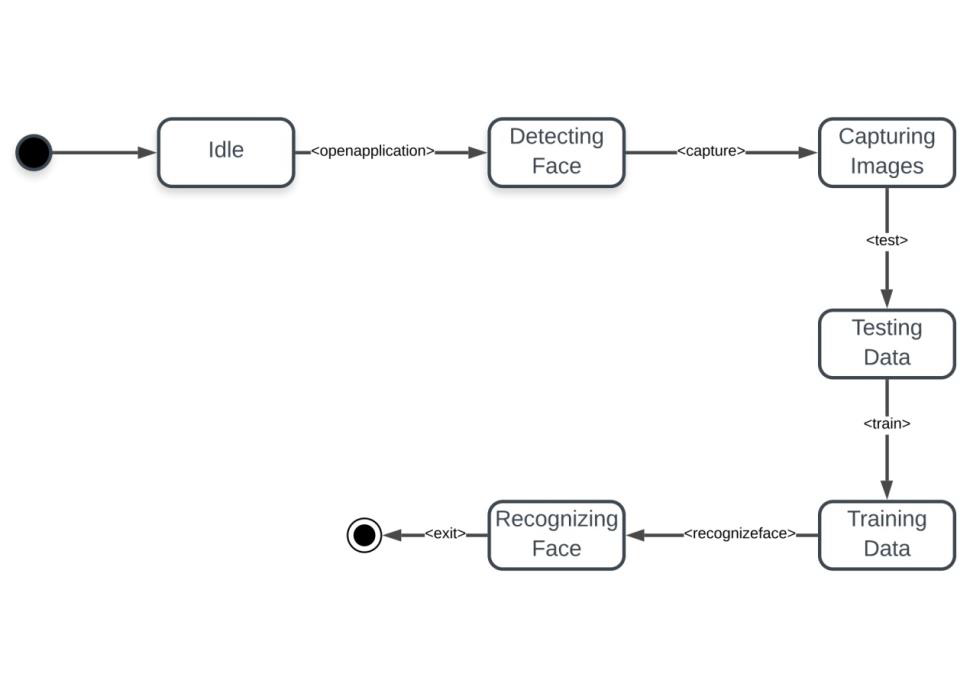 Idle
<openapplication>
Detecting
Face
<capture>
Capturing
Images
<test>
Testing
Data
<train>
Training
Data
<recognizeface>
Recognizing
Face
<exit>